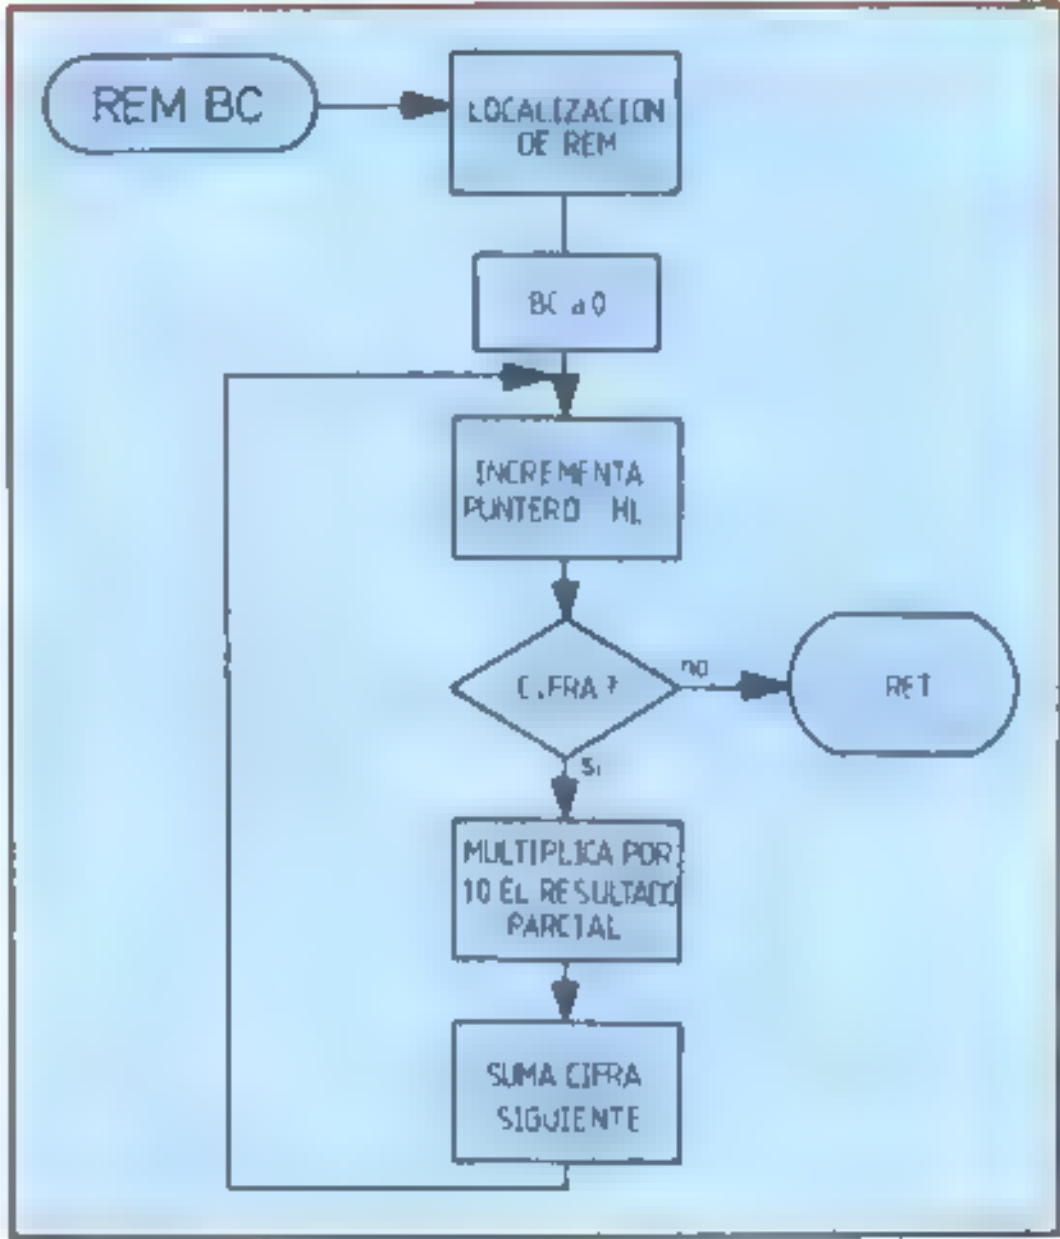 REM BC
LOCALIZACION
DE REM
BC a 0
INCREMENTA
PUNTERO HL
CIFRA?
no
RET
Si
MULTIPLICA POR
10 EL RESULTADO
PARCIAL
SUMA CIFRA
SIGUIENTE